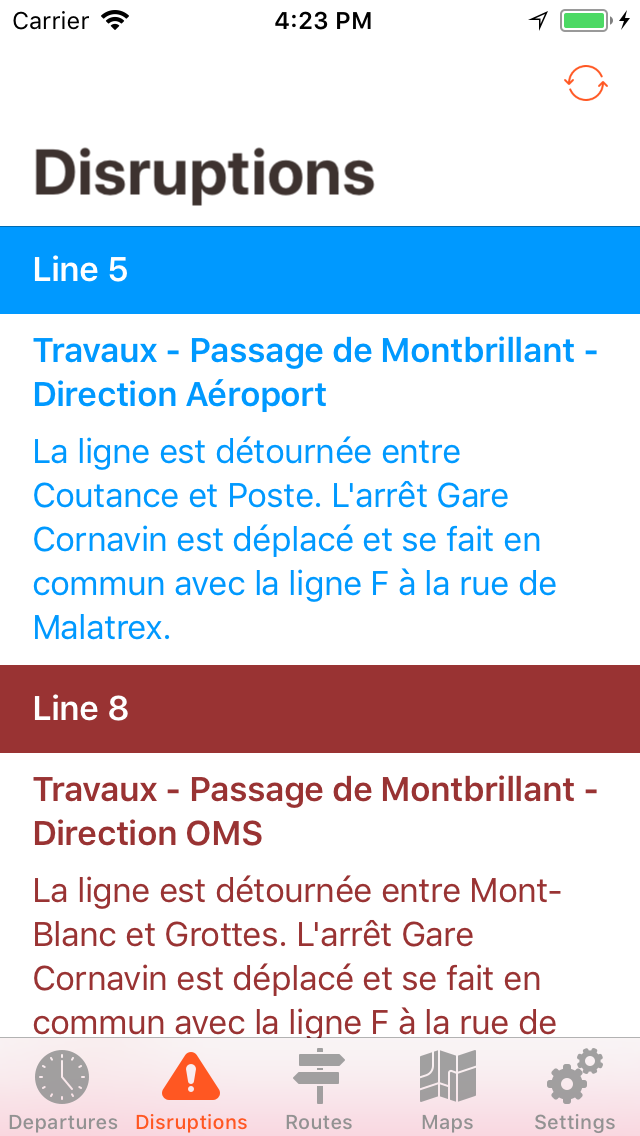 Carrier 4:23 PM
Disruptions
Line 5
Travaux - Passage de Montbrillant -
Direction Aéroport
La ligne est détournée entre
Coutance et Poste. L'arrêt Gare
Cornavin est déplacé et se fait en
commun avec la ligne F à la rue de
Malatrex.
Line 8
Travaux - Passage de Montbrillant -
Direction OMS
La ligne est détournée entre Mont-
Blanc et Grottes. L'arrêt Gare
Cornavin est déplacé et se fait en
commun avec la ligne F à la rue de
Departures Disruptions Routes Maps Settings